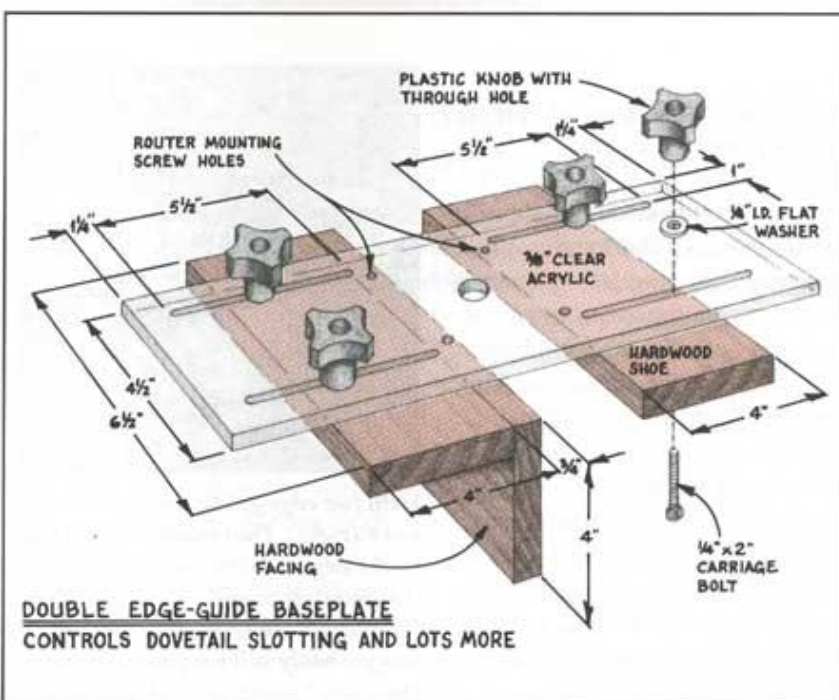 PLASTIC KNOB WITH
THROUGH HOLE
ROUTER MOUNTING
SCREW HOLES
5½"
1¼"
1"
¼" I.D. FLAT
WASHER
1¼"
5½"
⅜" CLEAR
ACRYLIC
HARDWOOD
SHOE
4½"
6½"
4"
4"
¾"
4"
HARDWOOD
FACING
¼" x 2"
CARRIAGE
BOLT
DOUBLE EDGE-GUIDE BASEPLATE
CONTROLS DOVETAIL SLOTTING AND LOTS MORE